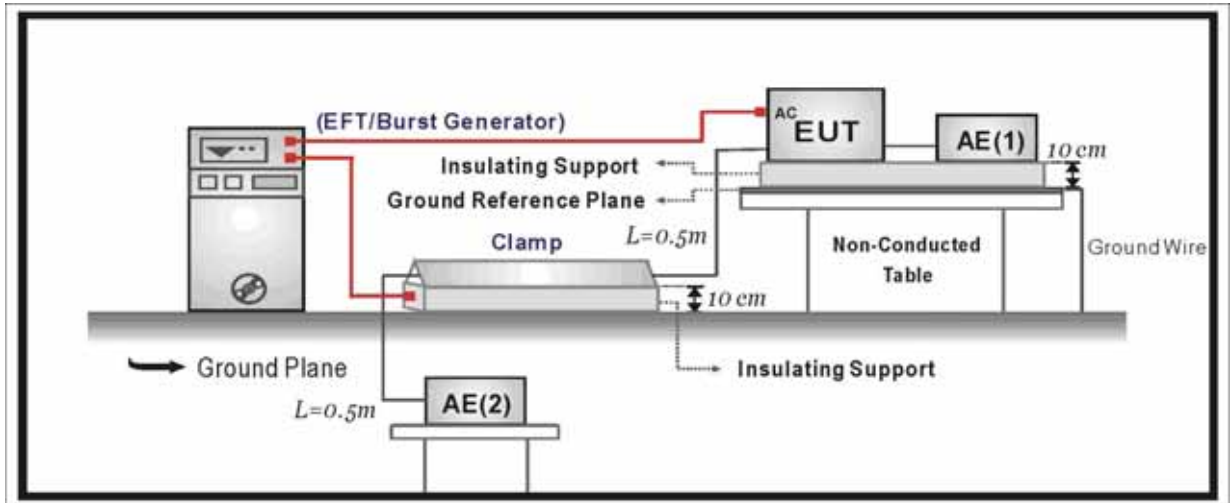 (EFT/Burst Generator)
AC
EUT
AE(1)
10 cm
Insulating Support
Ground Reference Plane
L=0.5m
Clamp
Non-Conducted
Table
Ground Wire
10 cm
Ground Plane
Insulating Support
L=0.5m
AE(2)